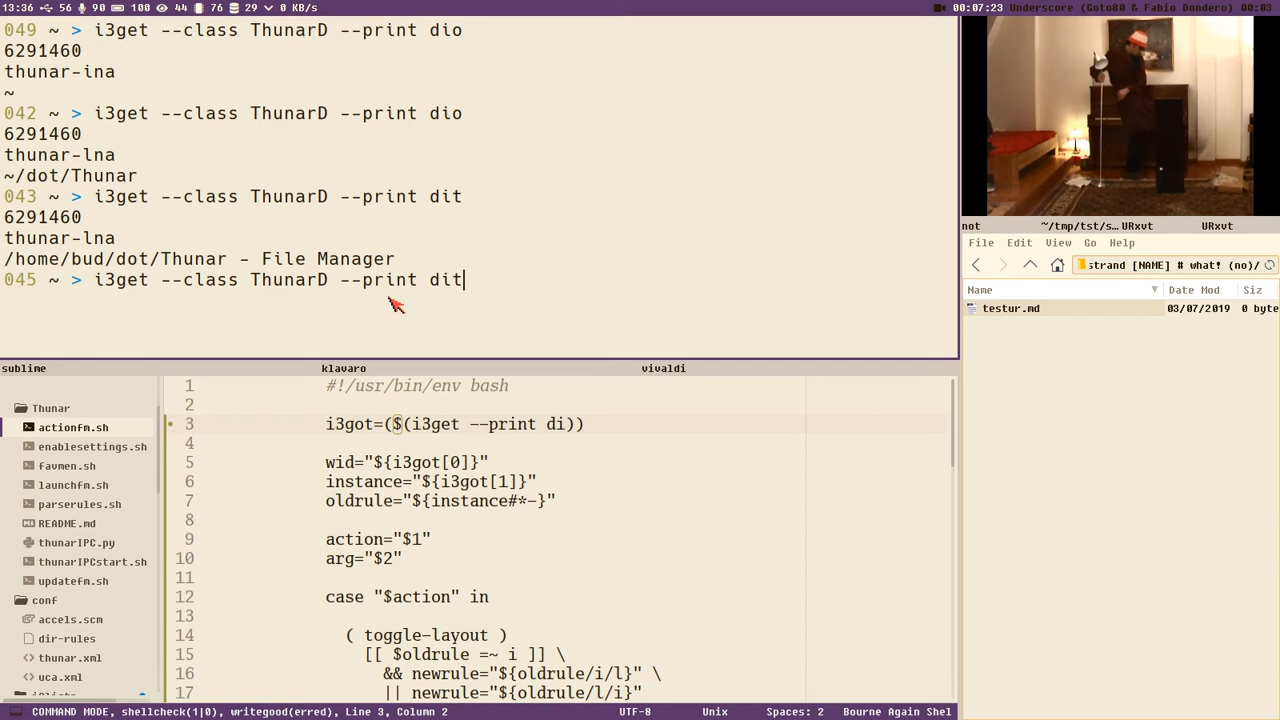 13:36 56 90 100 44 76 29 0 KB/s
00:07:23 Underscore (Goto80 & Fabio Dondero) 00:03
049 ~ > i3get --class ThunarD --print dio
6291460
thunar-ina
~
042 ~ > i3get --class ThunarD --print dio
6291460
thunar-lna
~/dot/Thunar
043 ~ > i3get --class ThunarD --print dit
6291460
thunar-lna
/home/bud/dot/Thunar - File Manager
045 ~ > i3get --class ThunarD --print dit
not ~/tmp/tst/s... URxvt URxvt
File Edit View Go Help
strand [NAME] # what! (no)/
Name Date Mod Siz
testur.md 03/07/2019 0 byte
sublime klavaro vivaldi
Thunar
actionfm.sh
enablesettings.sh
favmen.sh
launchfm.sh
parserules.sh
README.md
thunarIPC.py
thunarIPCstart.sh
updatefm.sh
conf
accels.scm
dir-rules
thunar.xml
uca.xml
1 #!/usr/bin/env bash
2
3 i3got=($(i3get --print di))
4
5 wid="${i3got[0]}"
6 instance="${i3got[1]}"
7 oldrule="${instance#*-}"
8
9 action="$1"
10 arg="$2"
11
12 case "$action" in
13
14 ( toggle-layout )
15 [[ $oldrule =~ i ]] \
16 && newrule="${oldrule/i/l}" \
17 || newrule="${oldrule/l/i}"
COMMAND MODE, shellcheck(1|0), writegood(erred), Line 3, Column 2 UTF-8 Unix Spaces: 2 Bourne Again Shel